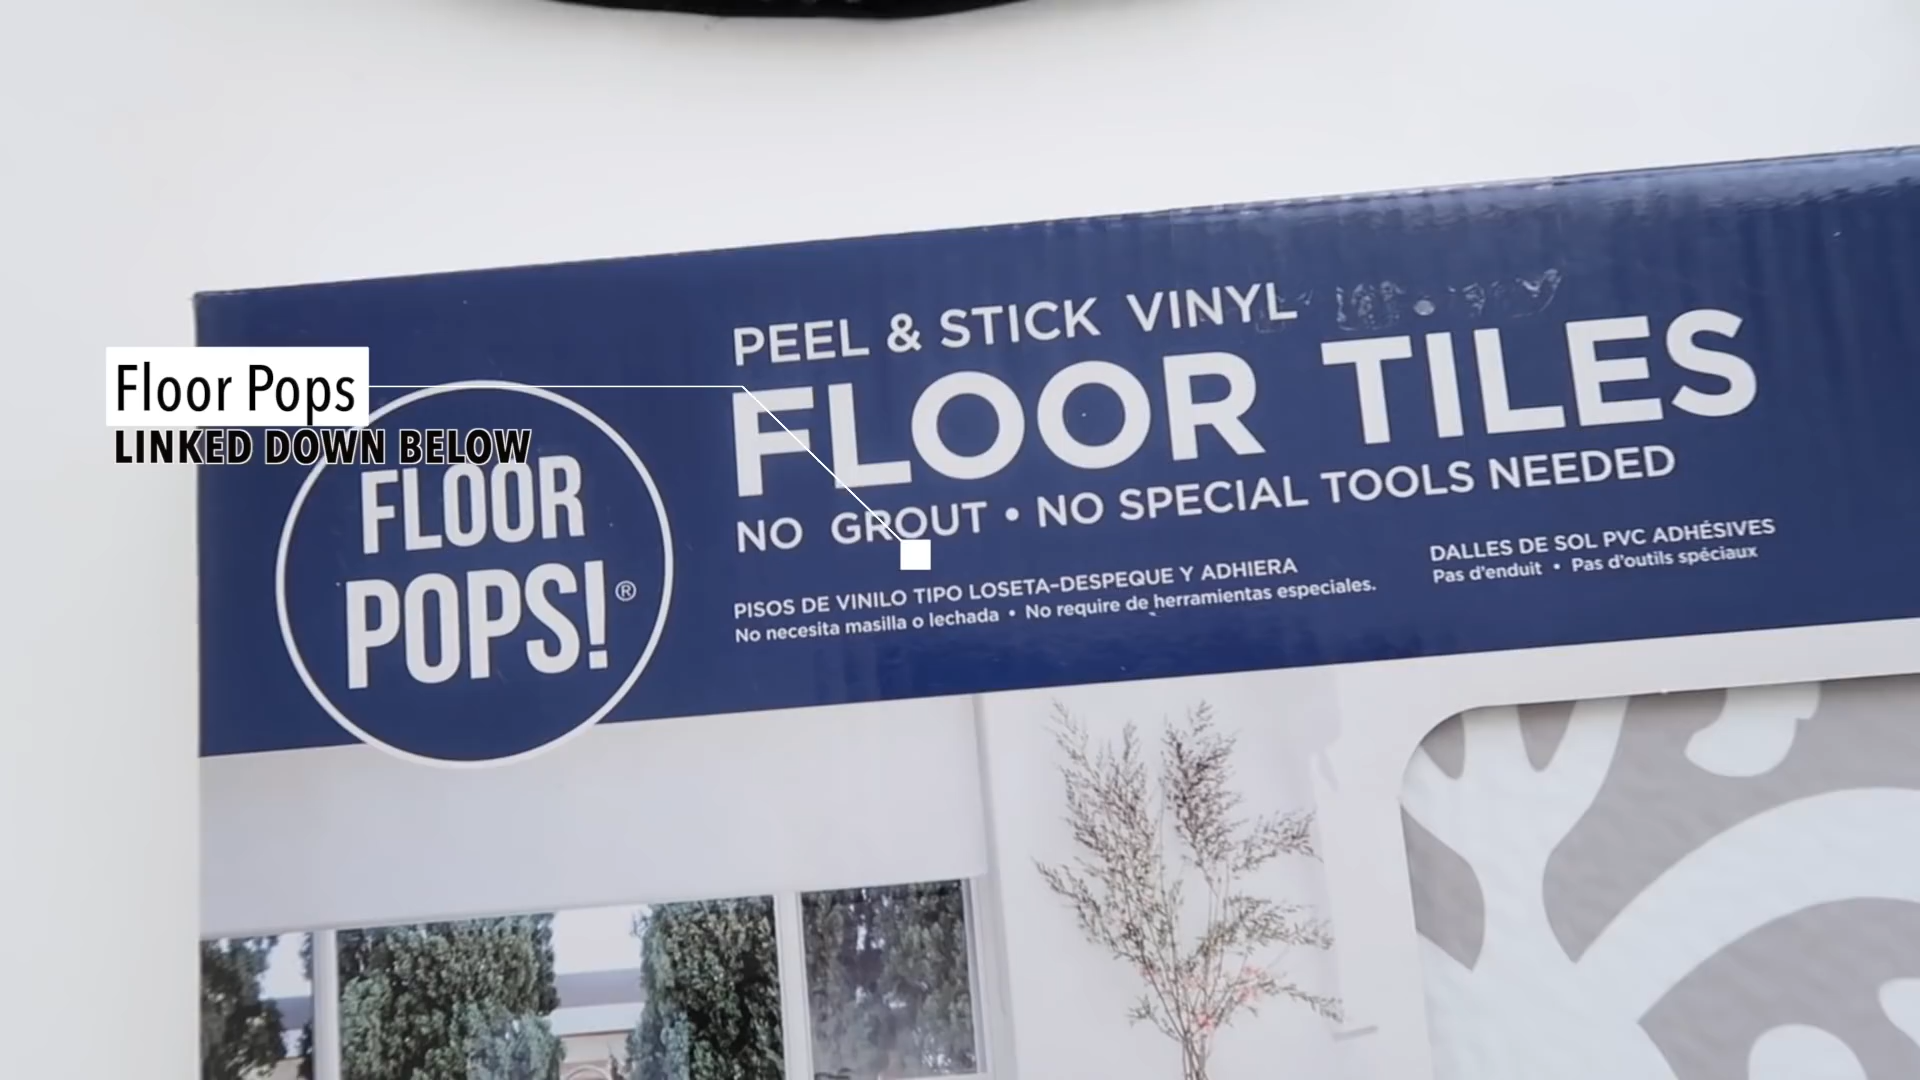 Floor Pops
LINKED DOWN BELOW
FLOOR
POPS!®
PEEL & STICK VINYL
FLOOR TILES
NO GROUT • NO SPECIAL TOOLS NEEDED
PISOS DE VINILO TIPO LOSETA-DESPEQUE Y ADHIERA
No necesita masilla o lechada • No require de herramientas especiales.
DALLES DE SOL PVC ADHÉSIVES
Pas d'enduit • Pas d'outils spéciaux